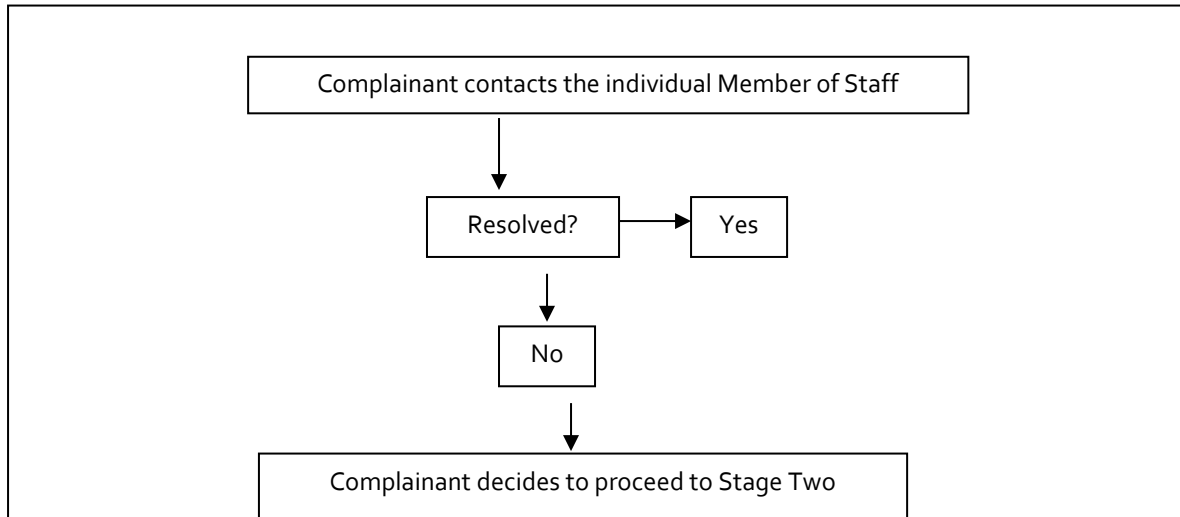 Complainant contacts the individual Member of Staff
Resolved?
Yes
No
Complainant decides to proceed to Stage Two